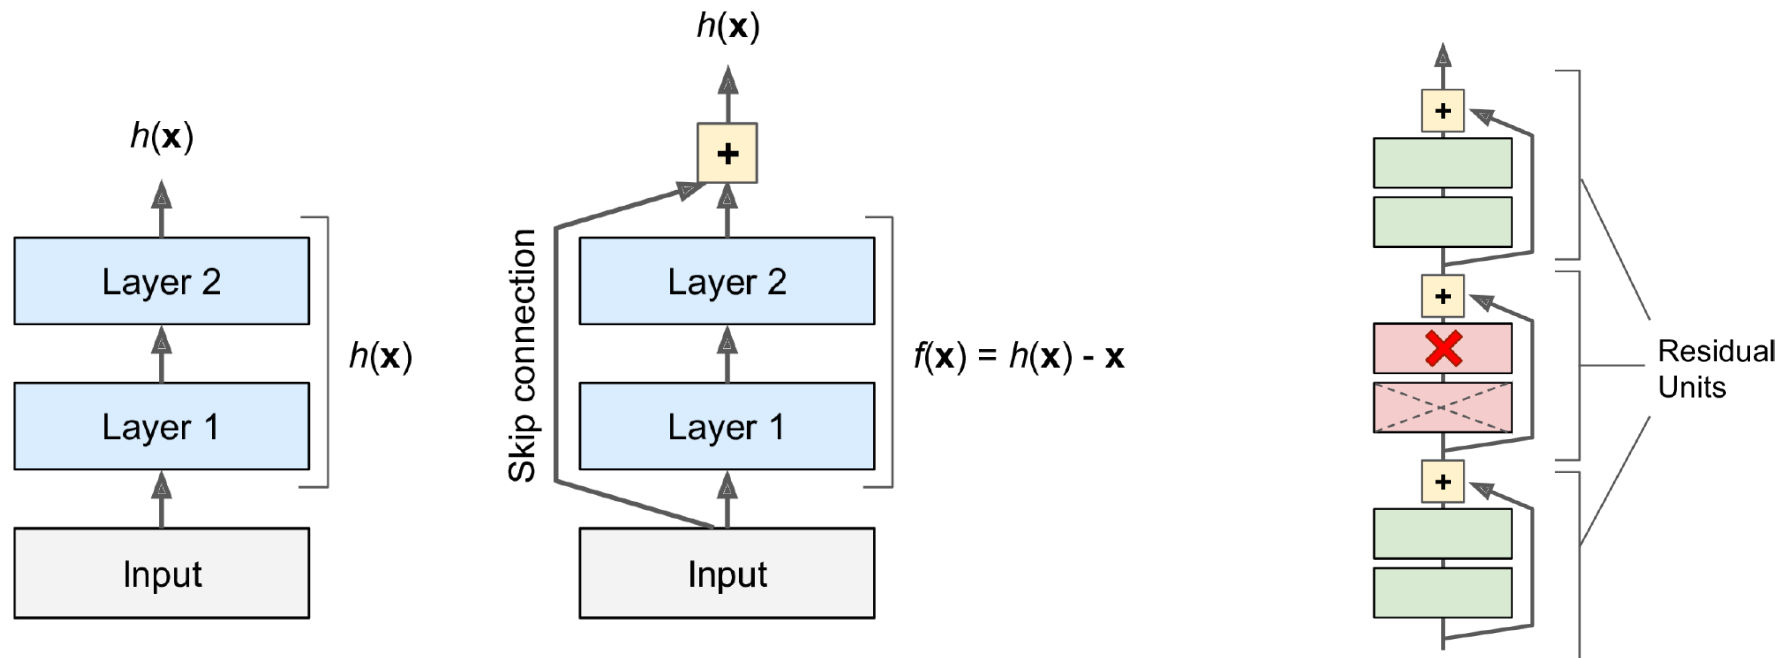 h(x)
Layer 2
Layer 1
h(x)
Input
h(x)
+
Skip connection
Layer 2
Layer 1
f(x) = h(x) - x
Input
+
+
+
Residual
Units